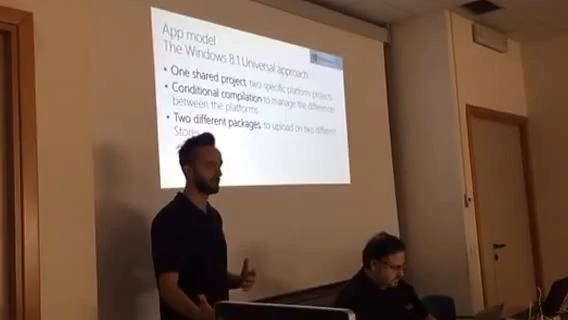 App model
The Windows 8.1 Universal approach
• One shared project, two specific platform projects
• Conditional compilation to manage the differences
between the platforms
• Two different packages, to upload on two different
Stores